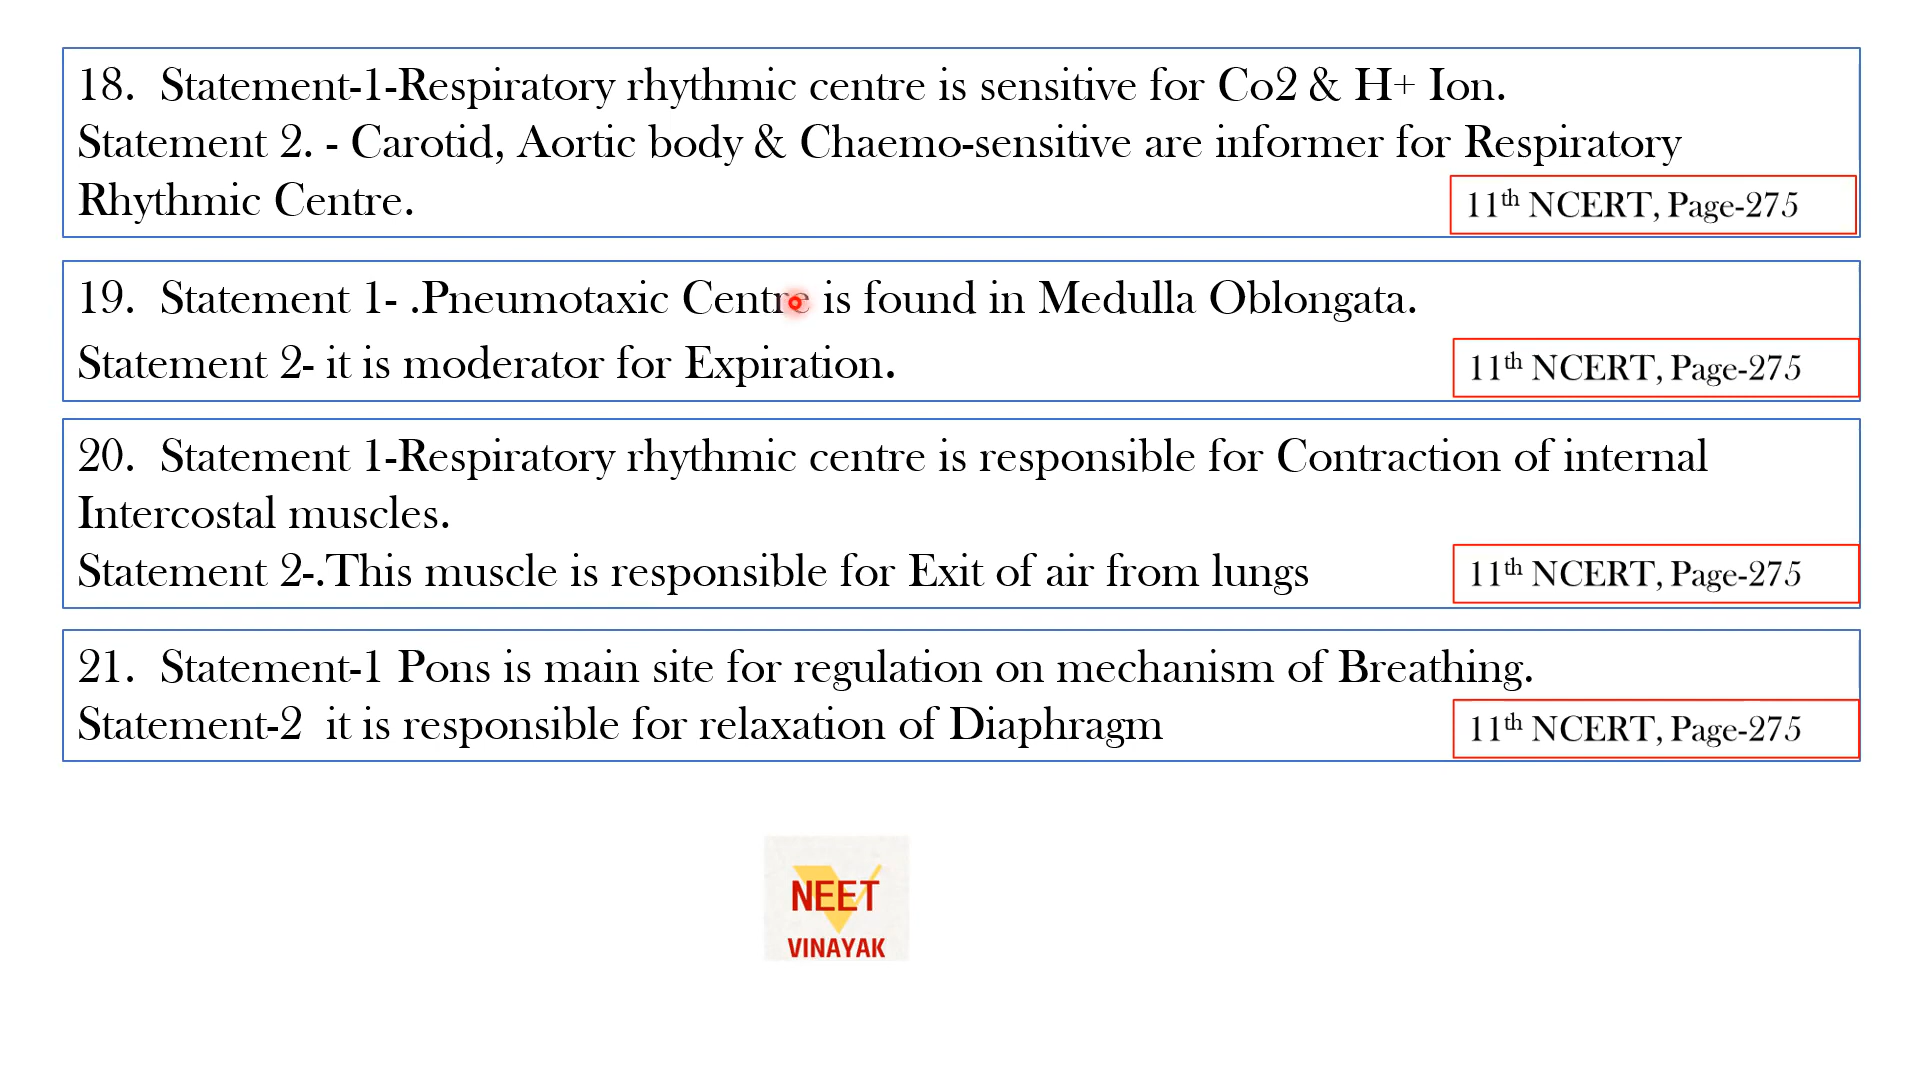 18.  Statement-1-Respiratory rhythmic centre is sensitive for Co2 & H+ Ion.
Statement 2. - Carotid, Aortic body & Chaemo-sensitive are informer for Respiratory
Rhythmic Centre.
11th NCERT, Page-275
19.  Statement 1- .Pneumotaxic Centre is found in Medulla Oblongata.
Statement 2- it is moderator for Expiration.
11th NCERT, Page-275
20.  Statement 1-Respiratory rhythmic centre is responsible for Contraction of internal
Intercostal muscles.
Statement 2-.This muscle is responsible for Exit of air from lungs
11th NCERT, Page-275
21.  Statement-1 Pons is main site for regulation on mechanism of Breathing.
Statement-2  it is responsible for relaxation of Diaphragm
11th NCERT, Page-275
NEET
VINAYAK